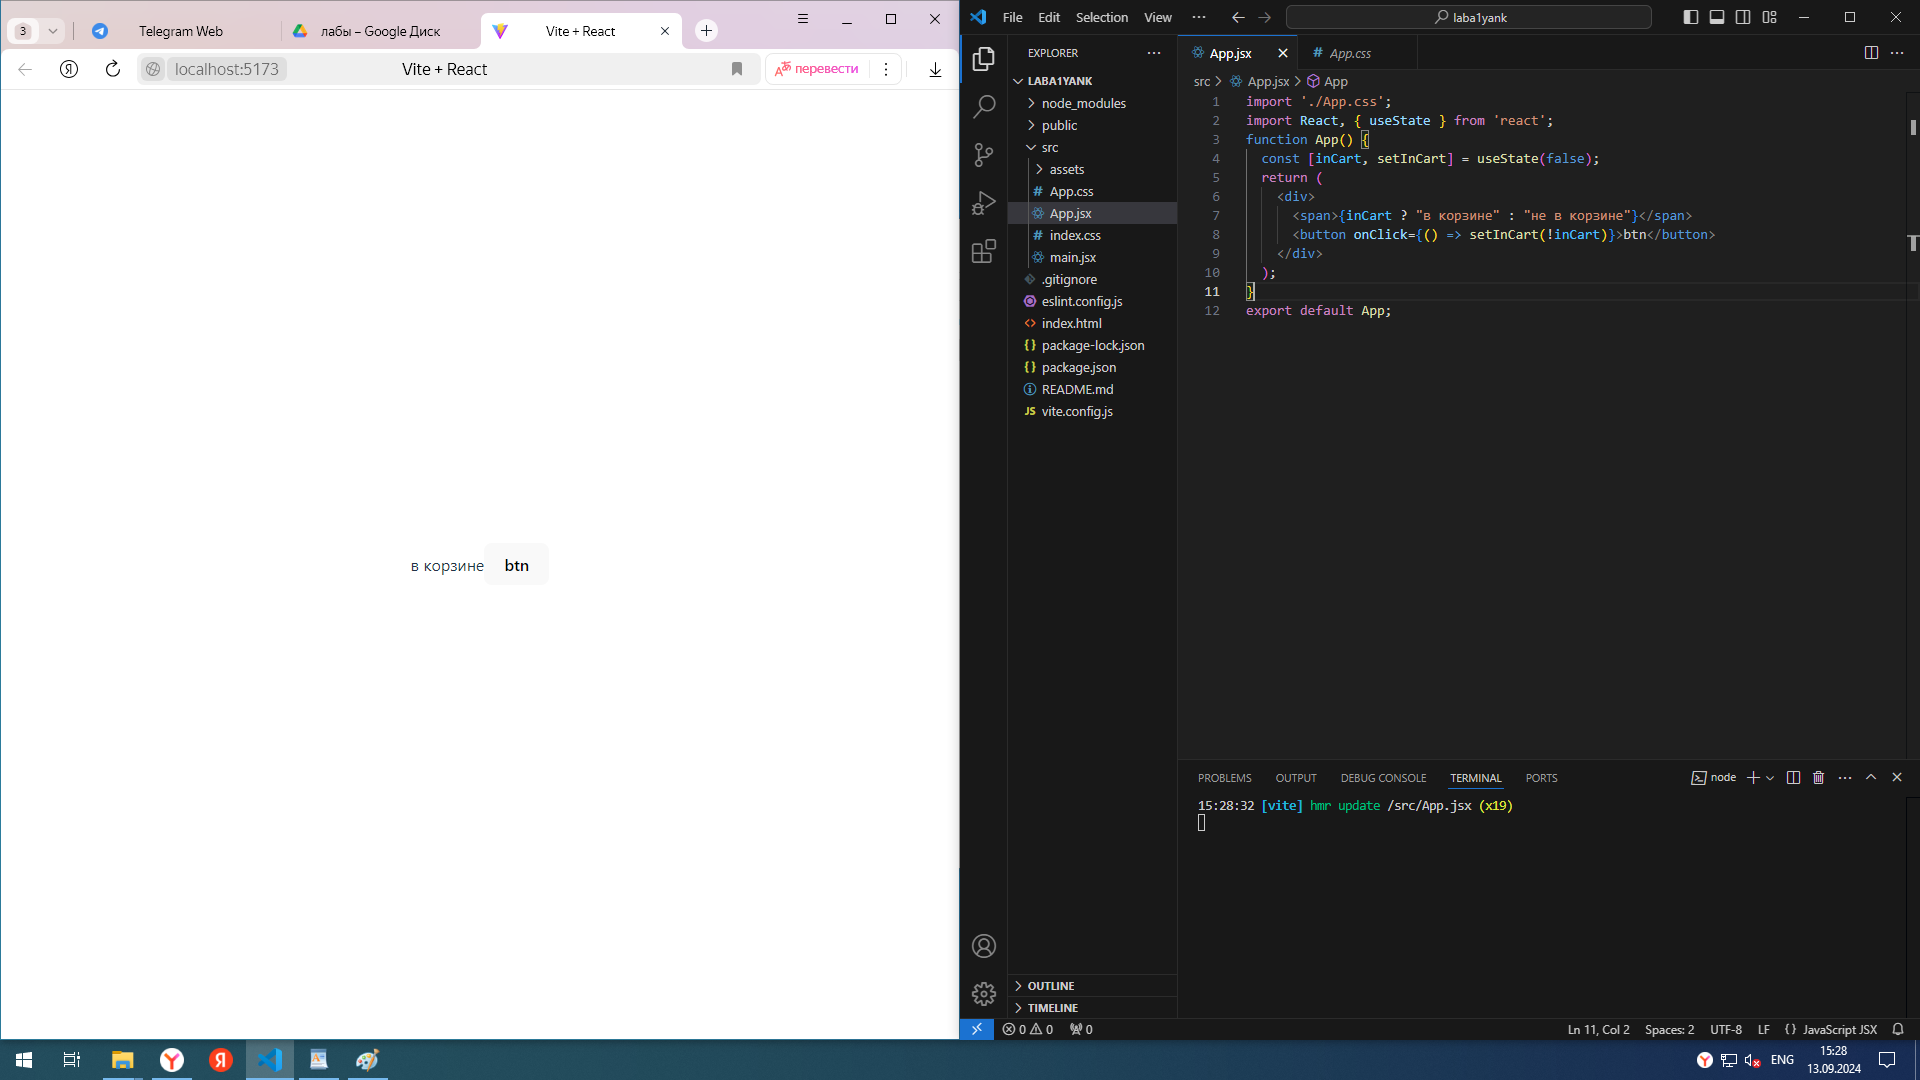 3
Telegram Web
лабы – Google Диск
Vite + React
localhost:5173
Vite + React
перевести
btn
в корзине
File Edit Selection View
laba1yank
EXPLORER
LABA1YANK
node_modules
public
src
assets
App.css
App.jsx
index.css
main.jsx
.gitignore
eslint.config.js
index.html
package-lock.json
package.json
README.md
vite.config.js
OUTLINE
TIMELINE
App.jsx
App.css
src > App.jsx > App
1 import './App.css';
2 import React, { useState } from 'react';
3 function App() {
4 const [inCart, setInCart] = useState(false);
5 return (
6 <div>
7 <span>{inCart ? "в корзине" : "не в корзине"}</span>
8 <button onClick={() => setInCart(!inCart)}>btn</button>
9 </div>
10 );
11 }
12 export default App;
PROBLEMS OUTPUT DEBUG CONSOLE TERMINAL PORTS
node
15:28:32 [vite] hmr update /src/App.jsx (x19)
0 0 0
Ln 11, Col 2 Spaces: 2 UTF-8 LF {} JavaScript JSX
ENG
15:28
13.09.2024